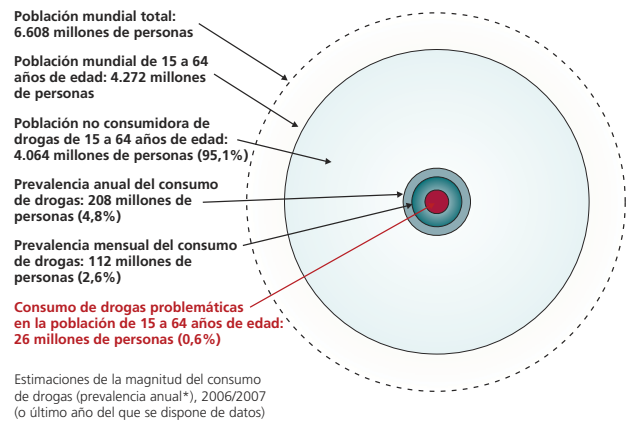 Población mundial total:
6.608 millones de personas
Población mundial de 15 a 64
años de edad: 4.272 millones
de personas
Población no consumidora de
drogas de 15 a 64 años de edad:
4.064 millones de personas (95,1%)
Prevalencia anual del consumo
de drogas: 208 millones de
personas (4,8%)
Prevalencia mensual del consumo
de drogas: 112 millones de
personas (2,6%)
Consumo de drogas problemáticas
en la población de 15 a 64 años de edad:
26 millones de personas (0,6%)
Estimaciones de la magnitud del consumo
de drogas (prevalencia anual*), 2006/2007
(o último año del que se dispone de datos)